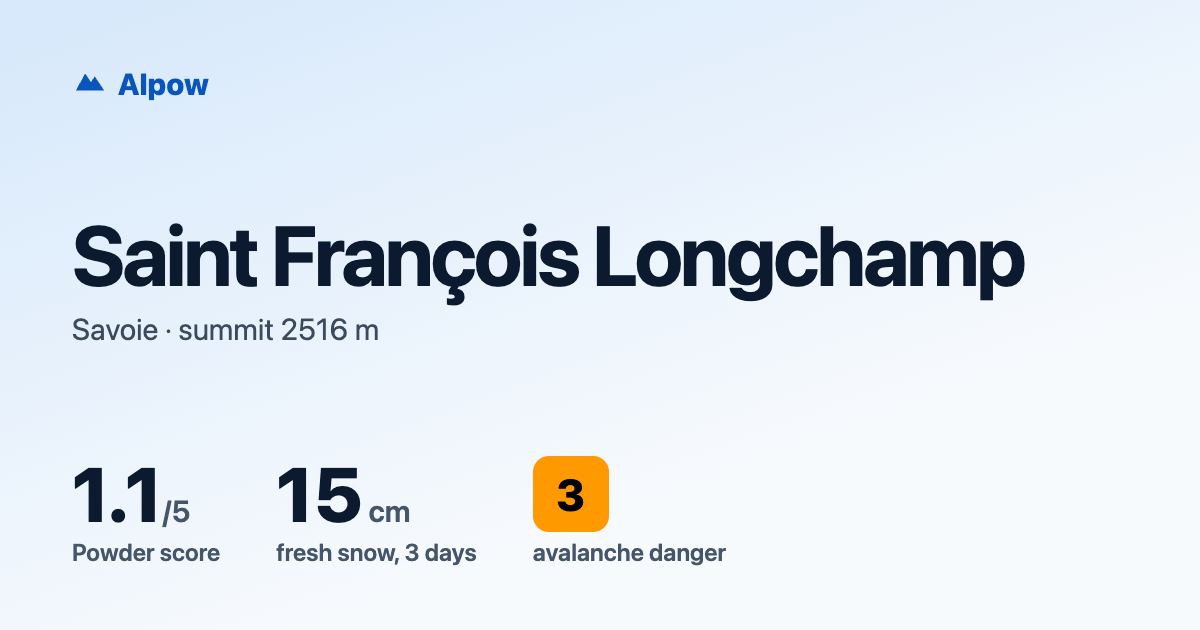 Alpow
Saint François Longchamp
Savoie · summit 2516 m
1.1/5 15 cm 3
Powder score fresh snow, 3 days avalanche danger